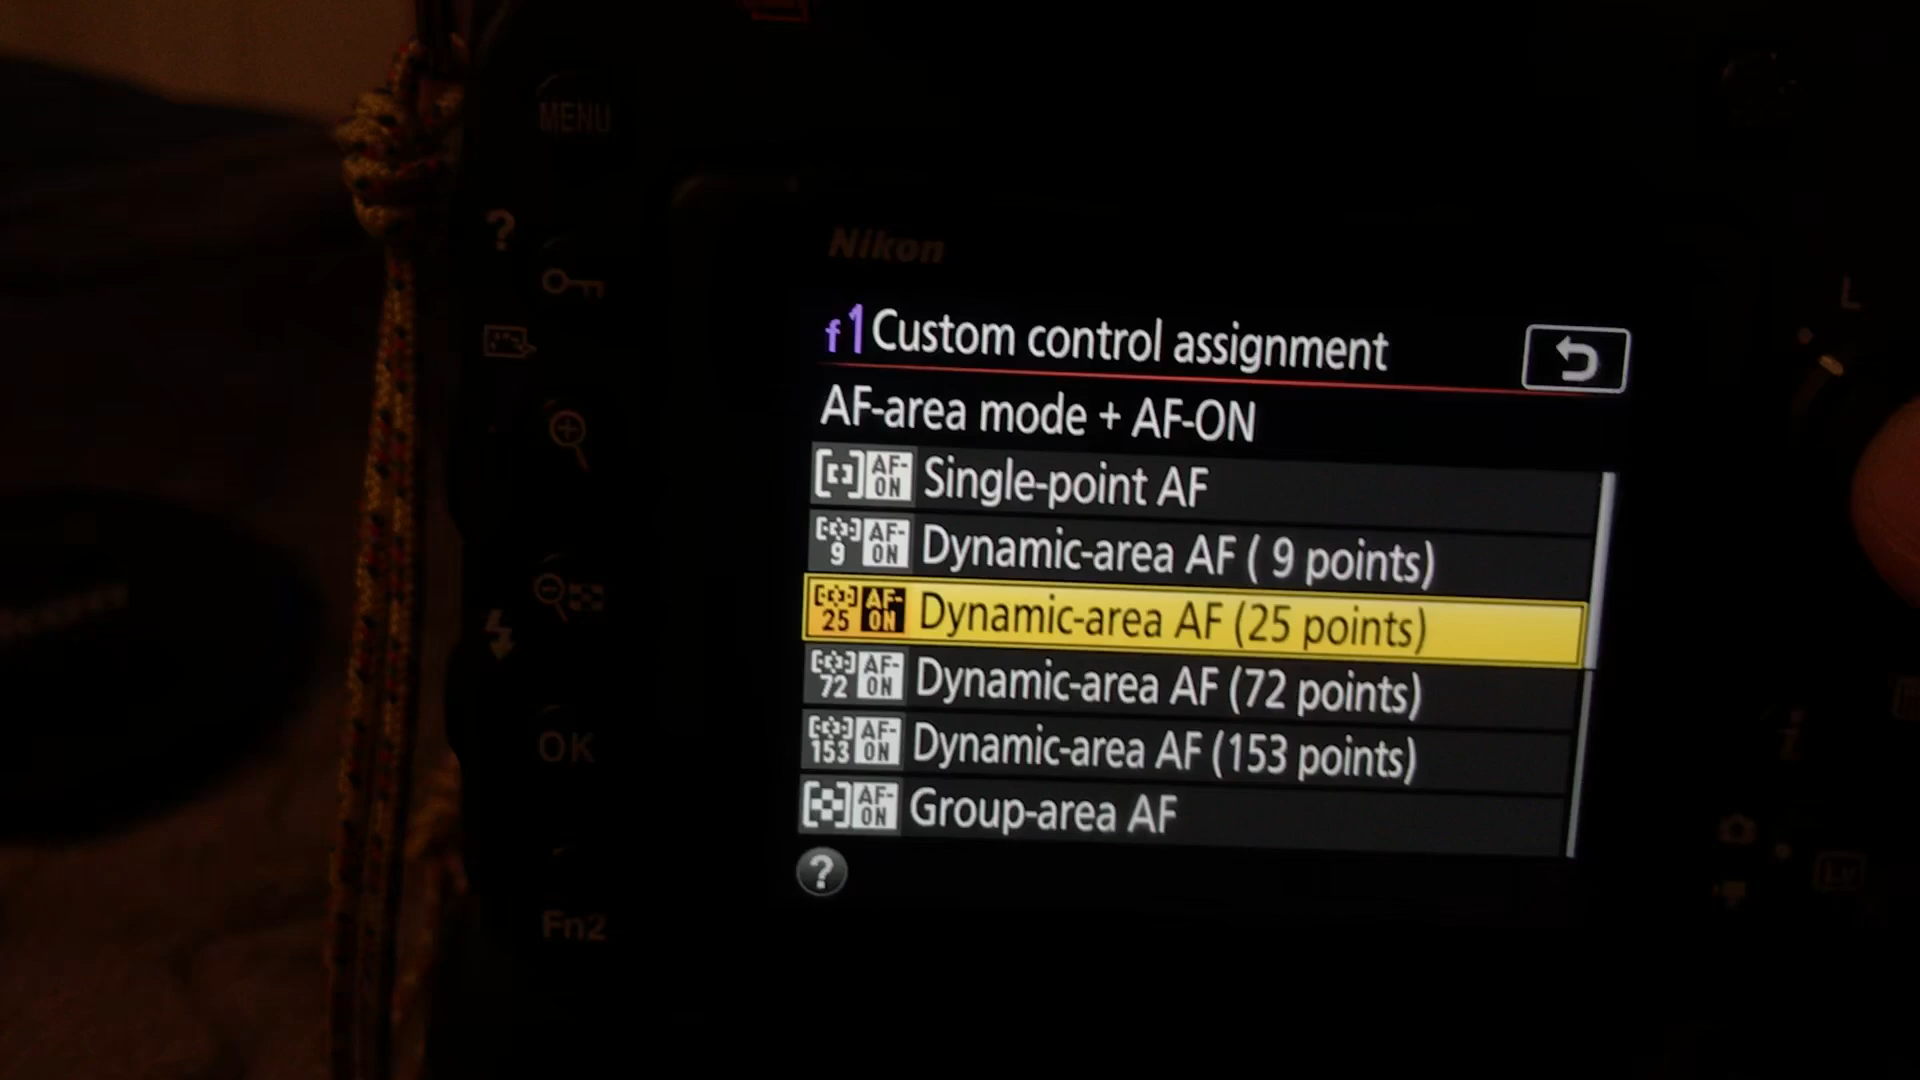 MENU
?
Nikon
L
f1 Custom control assignment
AF-area mode + AF-ON
AF-ON Single-point AF
9 AF-ON Dynamic-area AF ( 9 points)
25 AF-ON Dynamic-area AF (25 points)
72 AF-ON Dynamic-area AF (72 points)
153 AF-ON Dynamic-area AF (153 points)
AF-ON Group-area AF
?
OK
i
Lv
Fn2